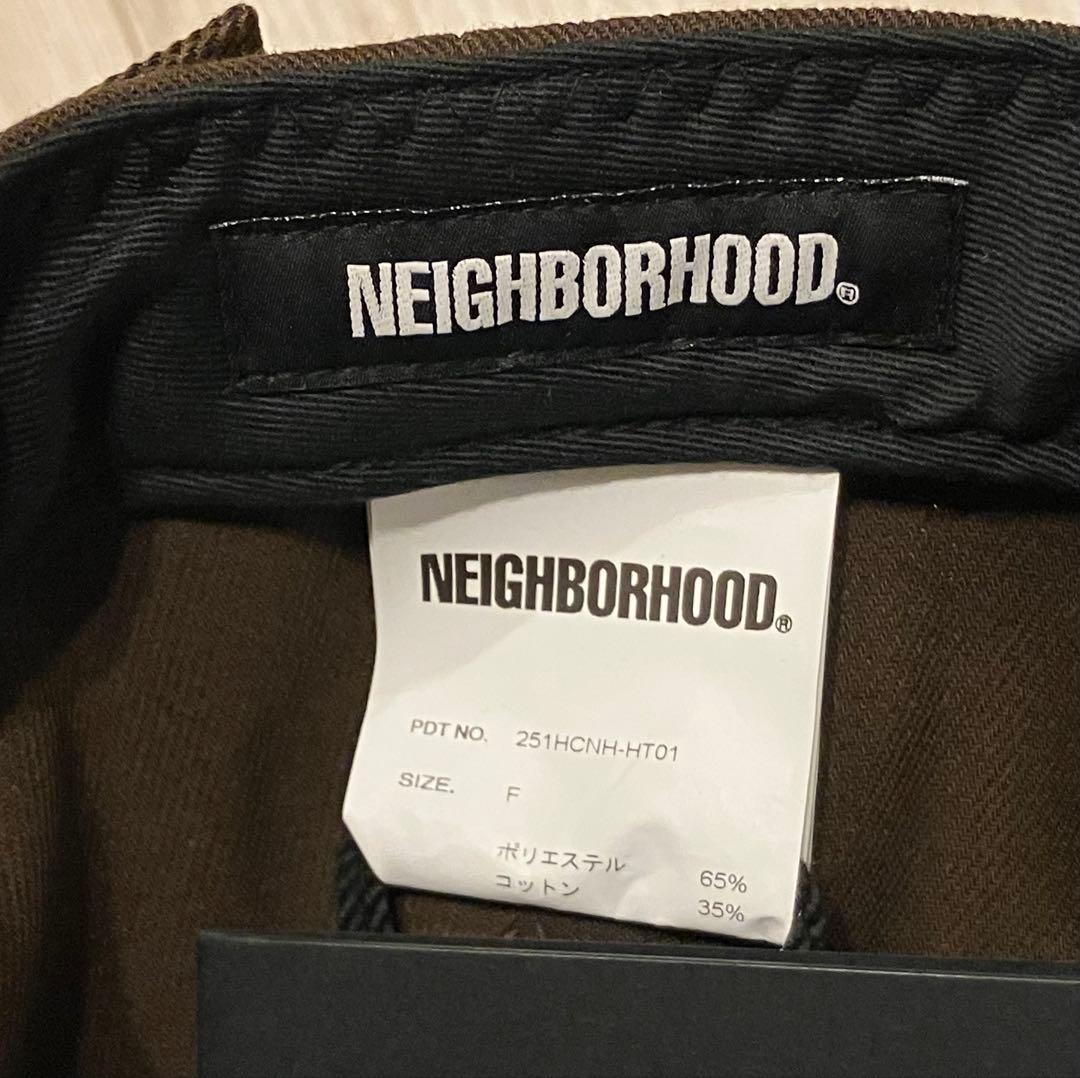 NEIGHBORHOOD®
NEIGHBORHOOD®
PDT NO. 251HCNH-HT01
SIZE. F
ポリエステル 65%
コットン 35%